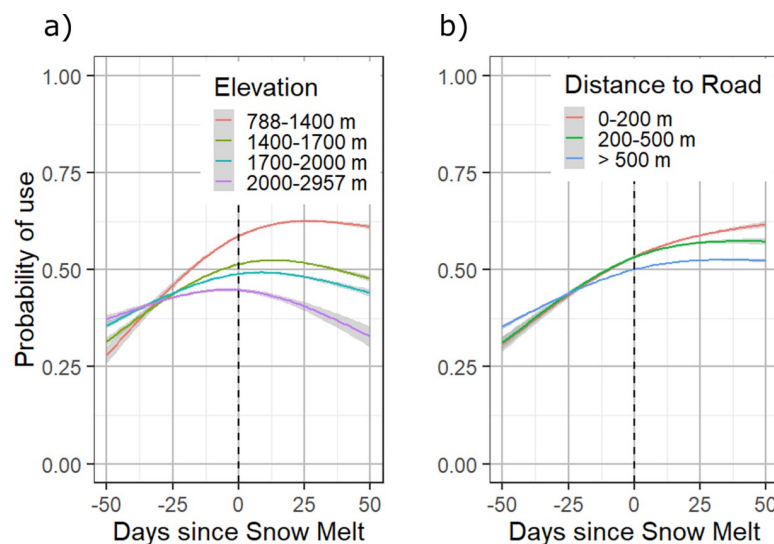 a)
Elevation
788-1400 m
1400-1700 m
1700-2000 m
2000-2957 m
Probability of use
1.00
0.75
0.50
0.25
0.00
-50 -25 0 25 50
Days since Snow Melt
b)
Distance to Road
0-200 m
200-500 m
> 500 m
1.00
0.75
0.50
0.25
0.00
-50 -25 0 25 50
Days since Snow Melt